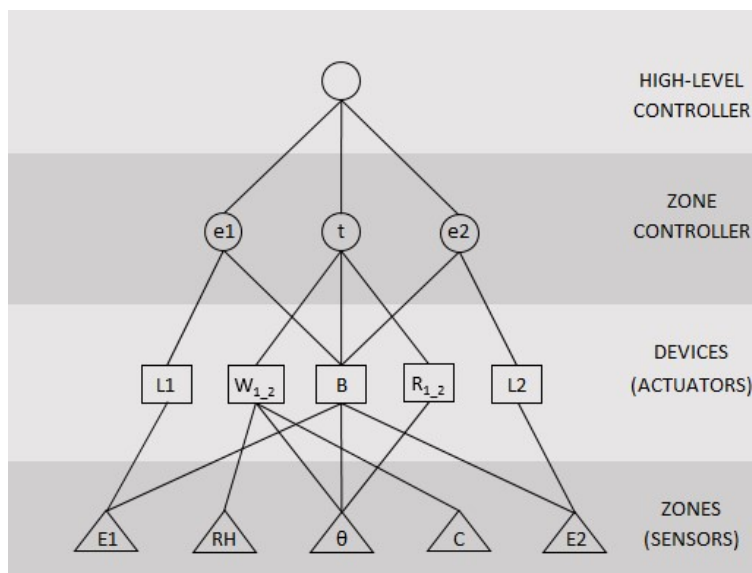 HIGH-LEVEL
CONTROLLER
e1 t e2
ZONE
CONTROLLER
L1 W1_2 B R1_2 L2
DEVICES
(ACTUATORS)
E1 RH θ C E2
ZONES
(SENSORS)